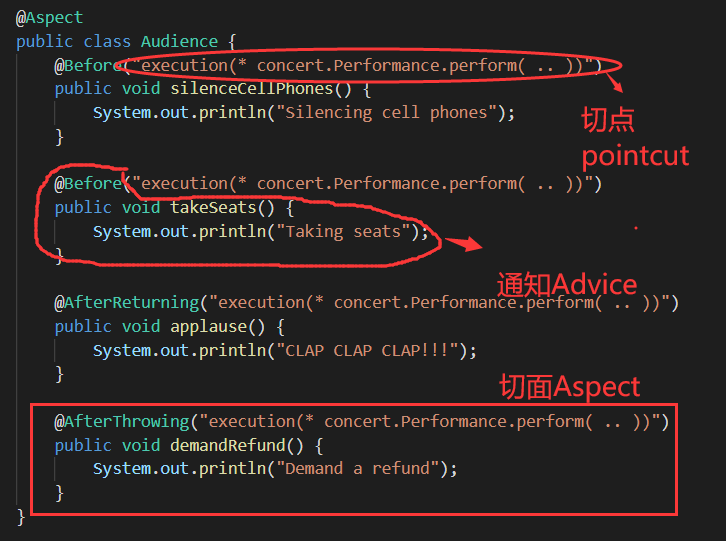 @Aspect
public class Audience {
@Before("execution(* concert.Performance.perform( .. ))")
public void silenceCellPhones() {
System.out.println("Silencing cell phones");
}
切点
pointcut
@Before("execution(* concert.Performance.perform( .. ))")
public void takeSeats() {
System.out.println("Taking seats");
}
通知Advice
@AfterReturning("execution(* concert.Performance.perform( .. ))")
public void applause() {
System.out.println("CLAP CLAP CLAP!!!");
}
切面Aspect
@AfterThrowing("execution(* concert.Performance.perform( .. ))")
public void demandRefund() {
System.out.println("Demand a refund");
}
}